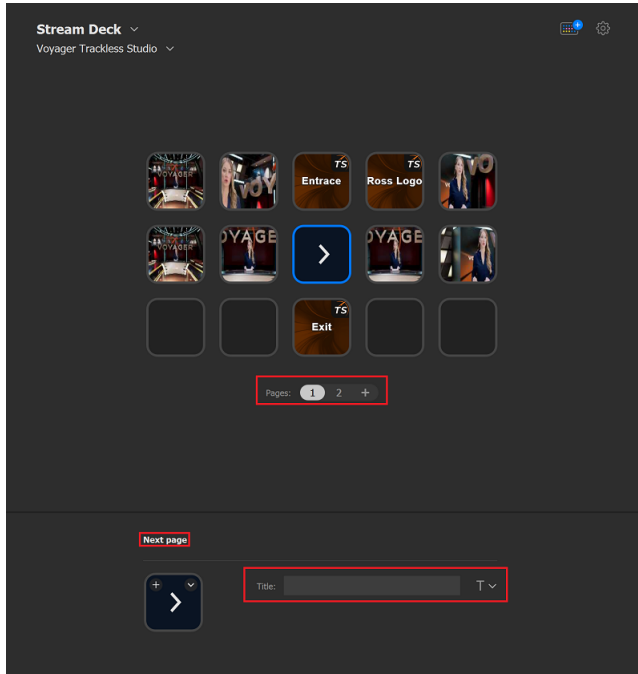 Stream Deck
Voyager Trackless Studio
VOYAGER
VOY
TS
Entrace
TS
Ross Logo
VO
VOYAGER
OYAGE
OYAGE
TS
Exit
Pages: 1 2 +
Next page
Title: T